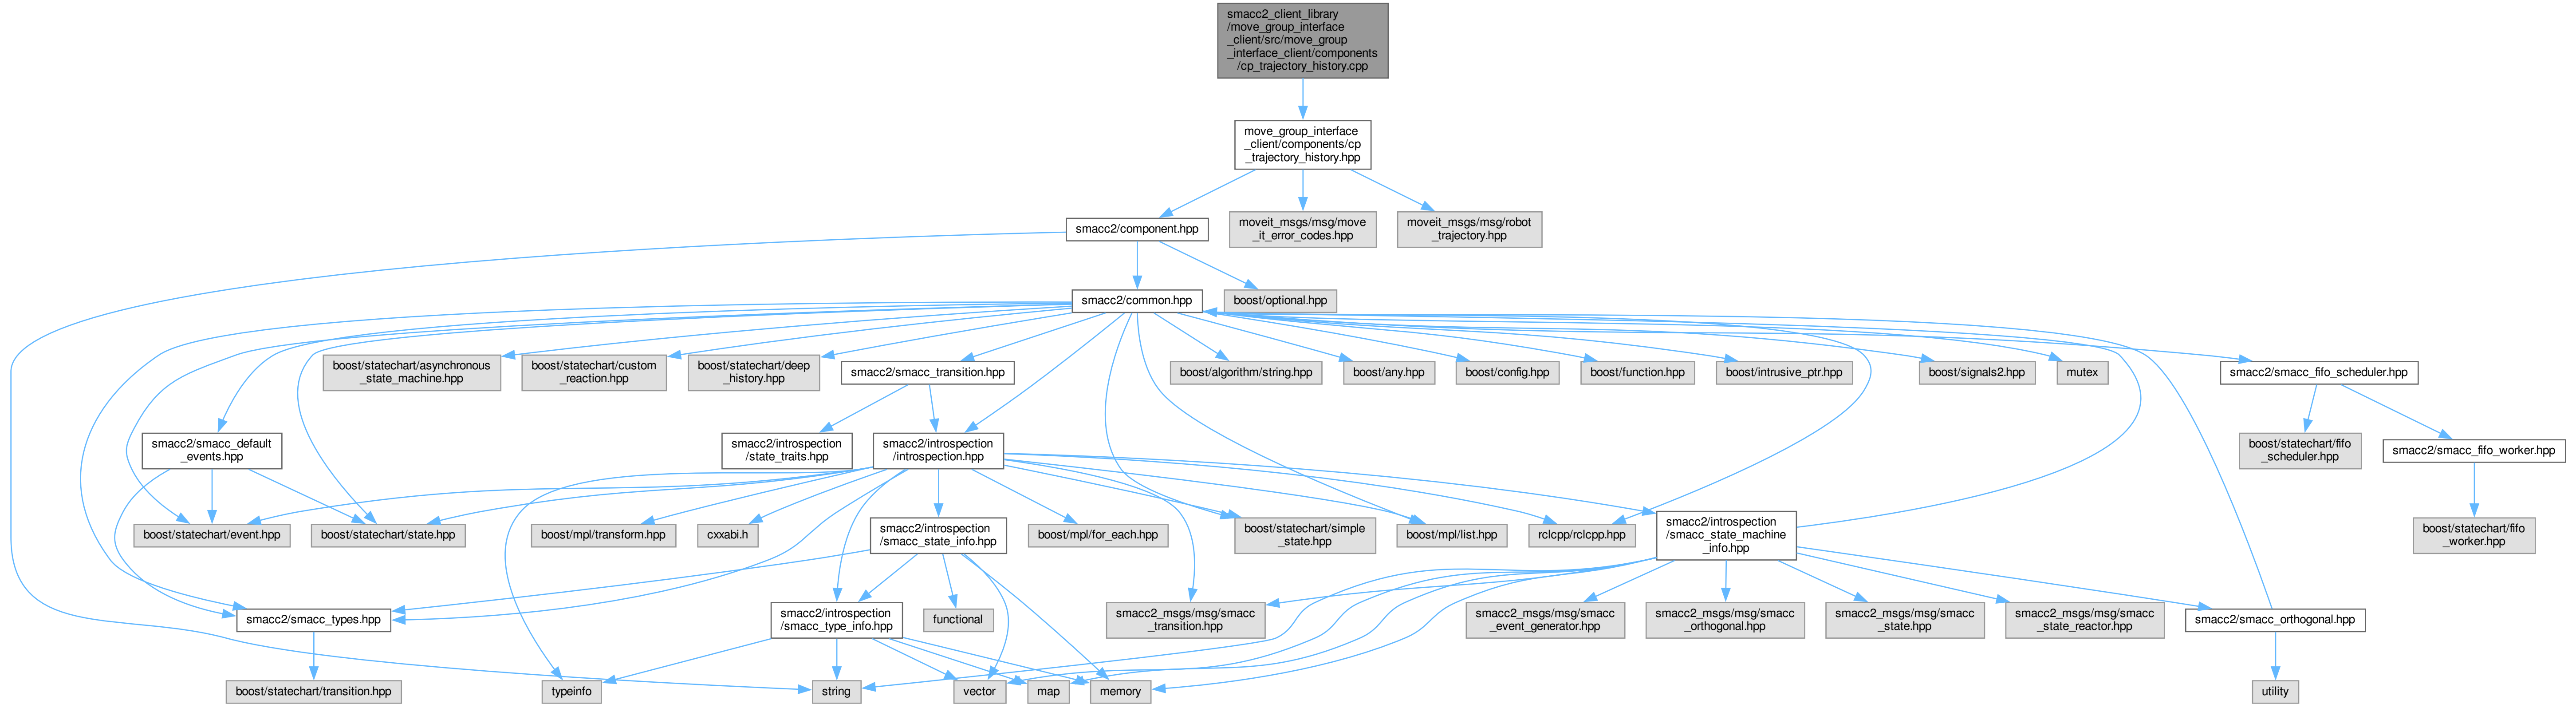 smacc2_client_library
/move_group_interface
_client/src/move_group
_interface_client/components
/cp_trajectory_history.cpp
move_group_interface
_client/components/cp
_trajectory_history.hpp
smacc2/component.hpp
moveit_msgs/msg/move
_it_error_codes.hpp
moveit_msgs/msg/robot
_trajectory.hpp
smacc2/common.hpp
boost/optional.hpp
boost/statechart/asynchronous
_state_machine.hpp
boost/statechart/custom
_reaction.hpp
boost/statechart/deep
_history.hpp
smacc2/smacc_transition.hpp
boost/algorithm/string.hpp
boost/any.hpp
boost/config.hpp
boost/function.hpp
boost/intrusive_ptr.hpp
boost/signals2.hpp
mutex
smacc2/smacc_fifo_scheduler.hpp
smacc2/smacc_default
_events.hpp
smacc2/introspection
/state_traits.hpp
smacc2/introspection
/introspection.hpp
boost/statechart/fifo
_scheduler.hpp
smacc2/smacc_fifo_worker.hpp
boost/statechart/event.hpp
boost/statechart/state.hpp
boost/mpl/transform.hpp
cxxabi.h
smacc2/introspection
/smacc_state_info.hpp
boost/mpl/for_each.hpp
boost/statechart/simple
_state.hpp
boost/mpl/list.hpp
rclcpp/rclcpp.hpp
smacc2/introspection
/smacc_state_machine
_info.hpp
boost/statechart/fifo
_worker.hpp
smacc2/smacc_types.hpp
smacc2/introspection
/smacc_type_info.hpp
functional
smacc2_msgs/msg/smacc
_transition.hpp
smacc2_msgs/msg/smacc
_event_generator.hpp
smacc2_msgs/msg/smacc
_orthogonal.hpp
smacc2_msgs/msg/smacc
_state.hpp
smacc2_msgs/msg/smacc
_state_reactor.hpp
smacc2/smacc_orthogonal.hpp
boost/statechart/transition.hpp
typeinfo
string
vector
map
memory
utility